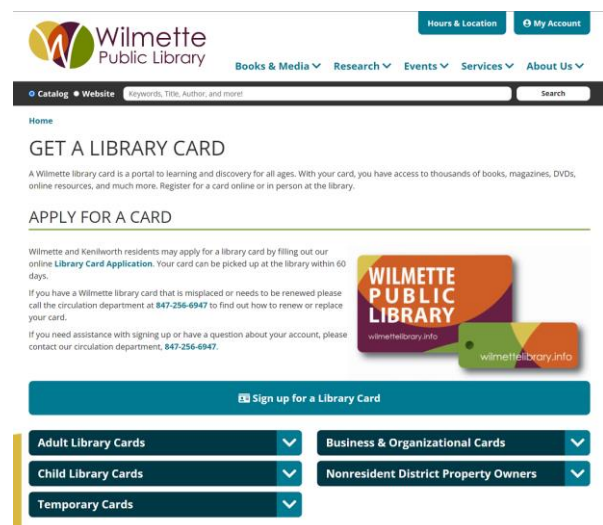 Wilmette
Public Library
Hours & Location
My Account
Books & Media
Research
Events
Services
About Us
Catalog
Website
Keywords, Title, Author, and more!
Search
Home
GET A LIBRARY CARD
A Wilmette library card is a portal to learning and discovery for all ages. With your card, you have access to thousands of books, magazines, DVDs,
online resources, and much more. Register for a card online or in person at the library.
APPLY FOR A CARD
Wilmette and Kenilworth residents may apply for a library card by filling out our
online Library Card Application. Your card can be picked up at the library within 60
days.
If you have a Wilmette library card that is misplaced or needs to be renewed please
call the circulation department at 847-256-6947 to find out how to renew or replace
your card.
If you need assistance with signing up or have a question about your account, please
contact our circulation department, 847-256-6947.
WILMETTE
PUBLIC
LIBRARY
wilmettelibrary.info
wilmettelibrary.info
Sign up for a Library Card
Adult Library Cards
Business & Organizational Cards
Child Library Cards
Nonresident District Property Owners
Temporary Cards